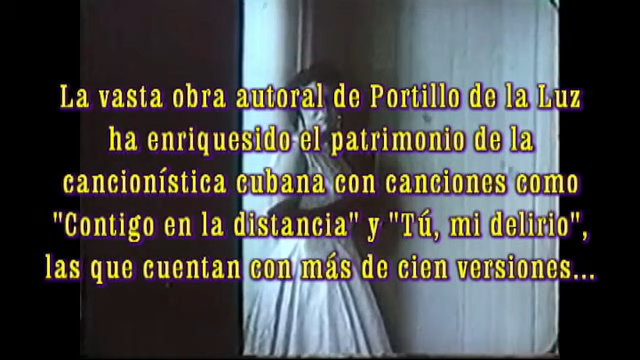 La vasta obra autoral de Portillo de la Luz
ha enriquesido el patrimonio de la
cancionística cubana con canciones como
"Contigo en la distancia" y "Tú, mi delirio",
las que cuentan con más de cien versiones...